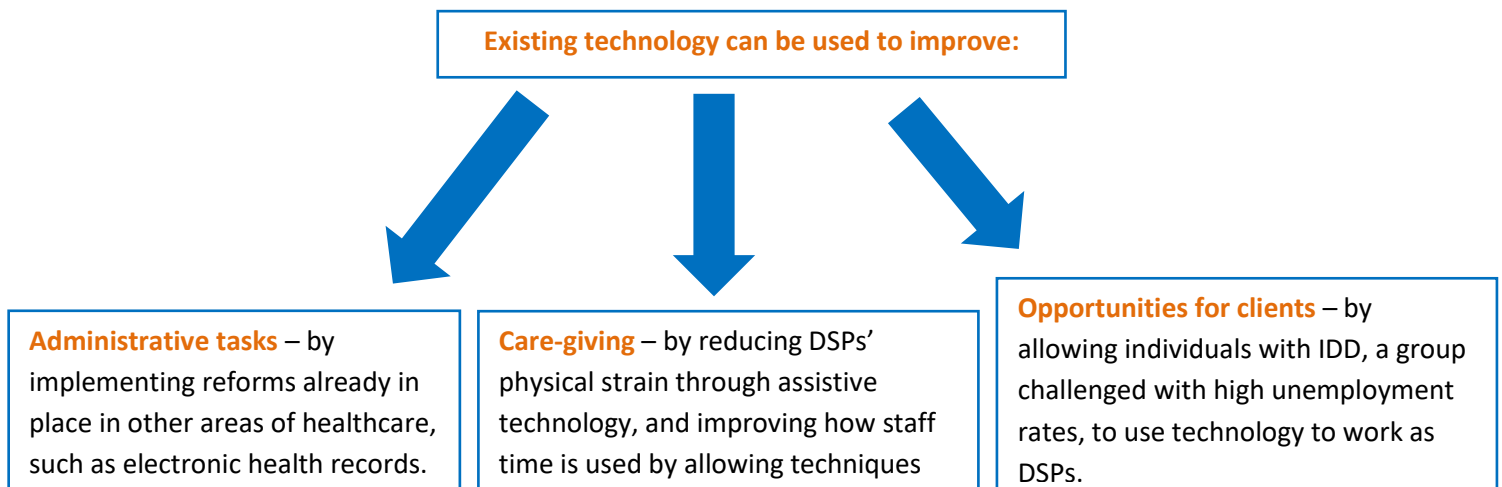 Existing technology can be used to improve:
Administrative tasks – by
implementing reforms already in
place in other areas of healthcare,
such as electronic health records.
Care-giving – by reducing DSPs’
physical strain through assistive
technology, and improving how staff
time is used by allowing techniques
Opportunities for clients – by
allowing individuals with IDD, a group
challenged with high unemployment
rates, to use technology to work as
DSPs.